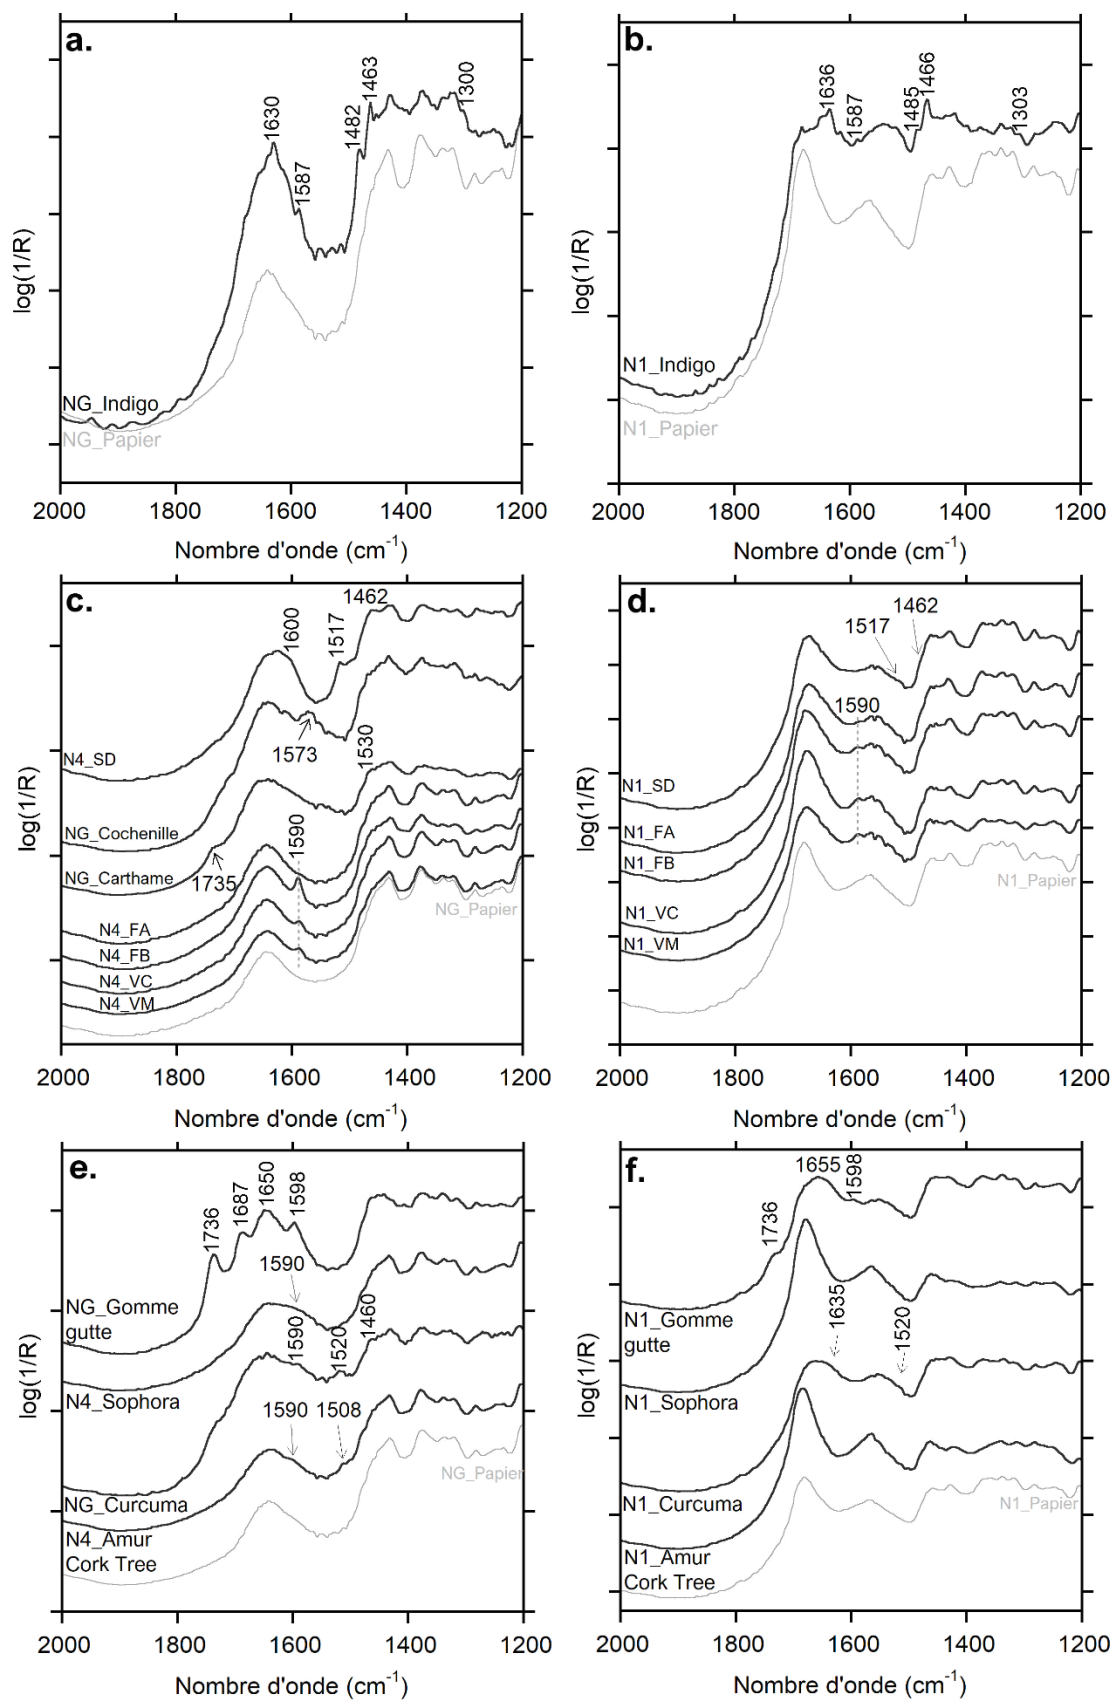 a.
1630
1587
1482
1463
1300
log(1/R)
NG_Indigo
NG_Papier
2000
1800
1600
1400
1200
Nombre d'onde (cm-1)
b.
1636
1587
1485
1466
1303
log(1/R)
N1_Indigo
N1_Papier
2000
1800
1600
1400
1200
Nombre d'onde (cm-1)
c.
1600
1517
1462
1573
1530
1735
1590
log(1/R)
N4_SD
NG_Cochenille
NG_Carthame
N4_FA
N4_FB
N4_VC
N4_VM
NG_Papier
2000
1800
1600
1400
1200
Nombre d'onde (cm-1)
d.
1517
1462
1590
log(1/R)
N1_SD
N1_FA
N1_FB
N1_VC
N1_VM
N1_Papier
2000
1800
1600
1400
1200
Nombre d'onde (cm-1)
e.
1736
1687
1650
1598
1590
1590
1520
1460
1590
1508
log(1/R)
NG_Gomme
gutte
N4_Sophora
NG_Curcuma
N4_Amur
Cork Tree
NG_Papier
2000
1800
1600
1400
1200
Nombre d'onde (cm-1)
f.
1736
1655
1598
1635
1520
log(1/R)
N1_Gomme
gutte
N1_Sophora
N1_Curcuma
N1_Amur
Cork Tree
N1_Papier
2000
1800
1600
1400
1200
Nombre d'onde (cm-1)